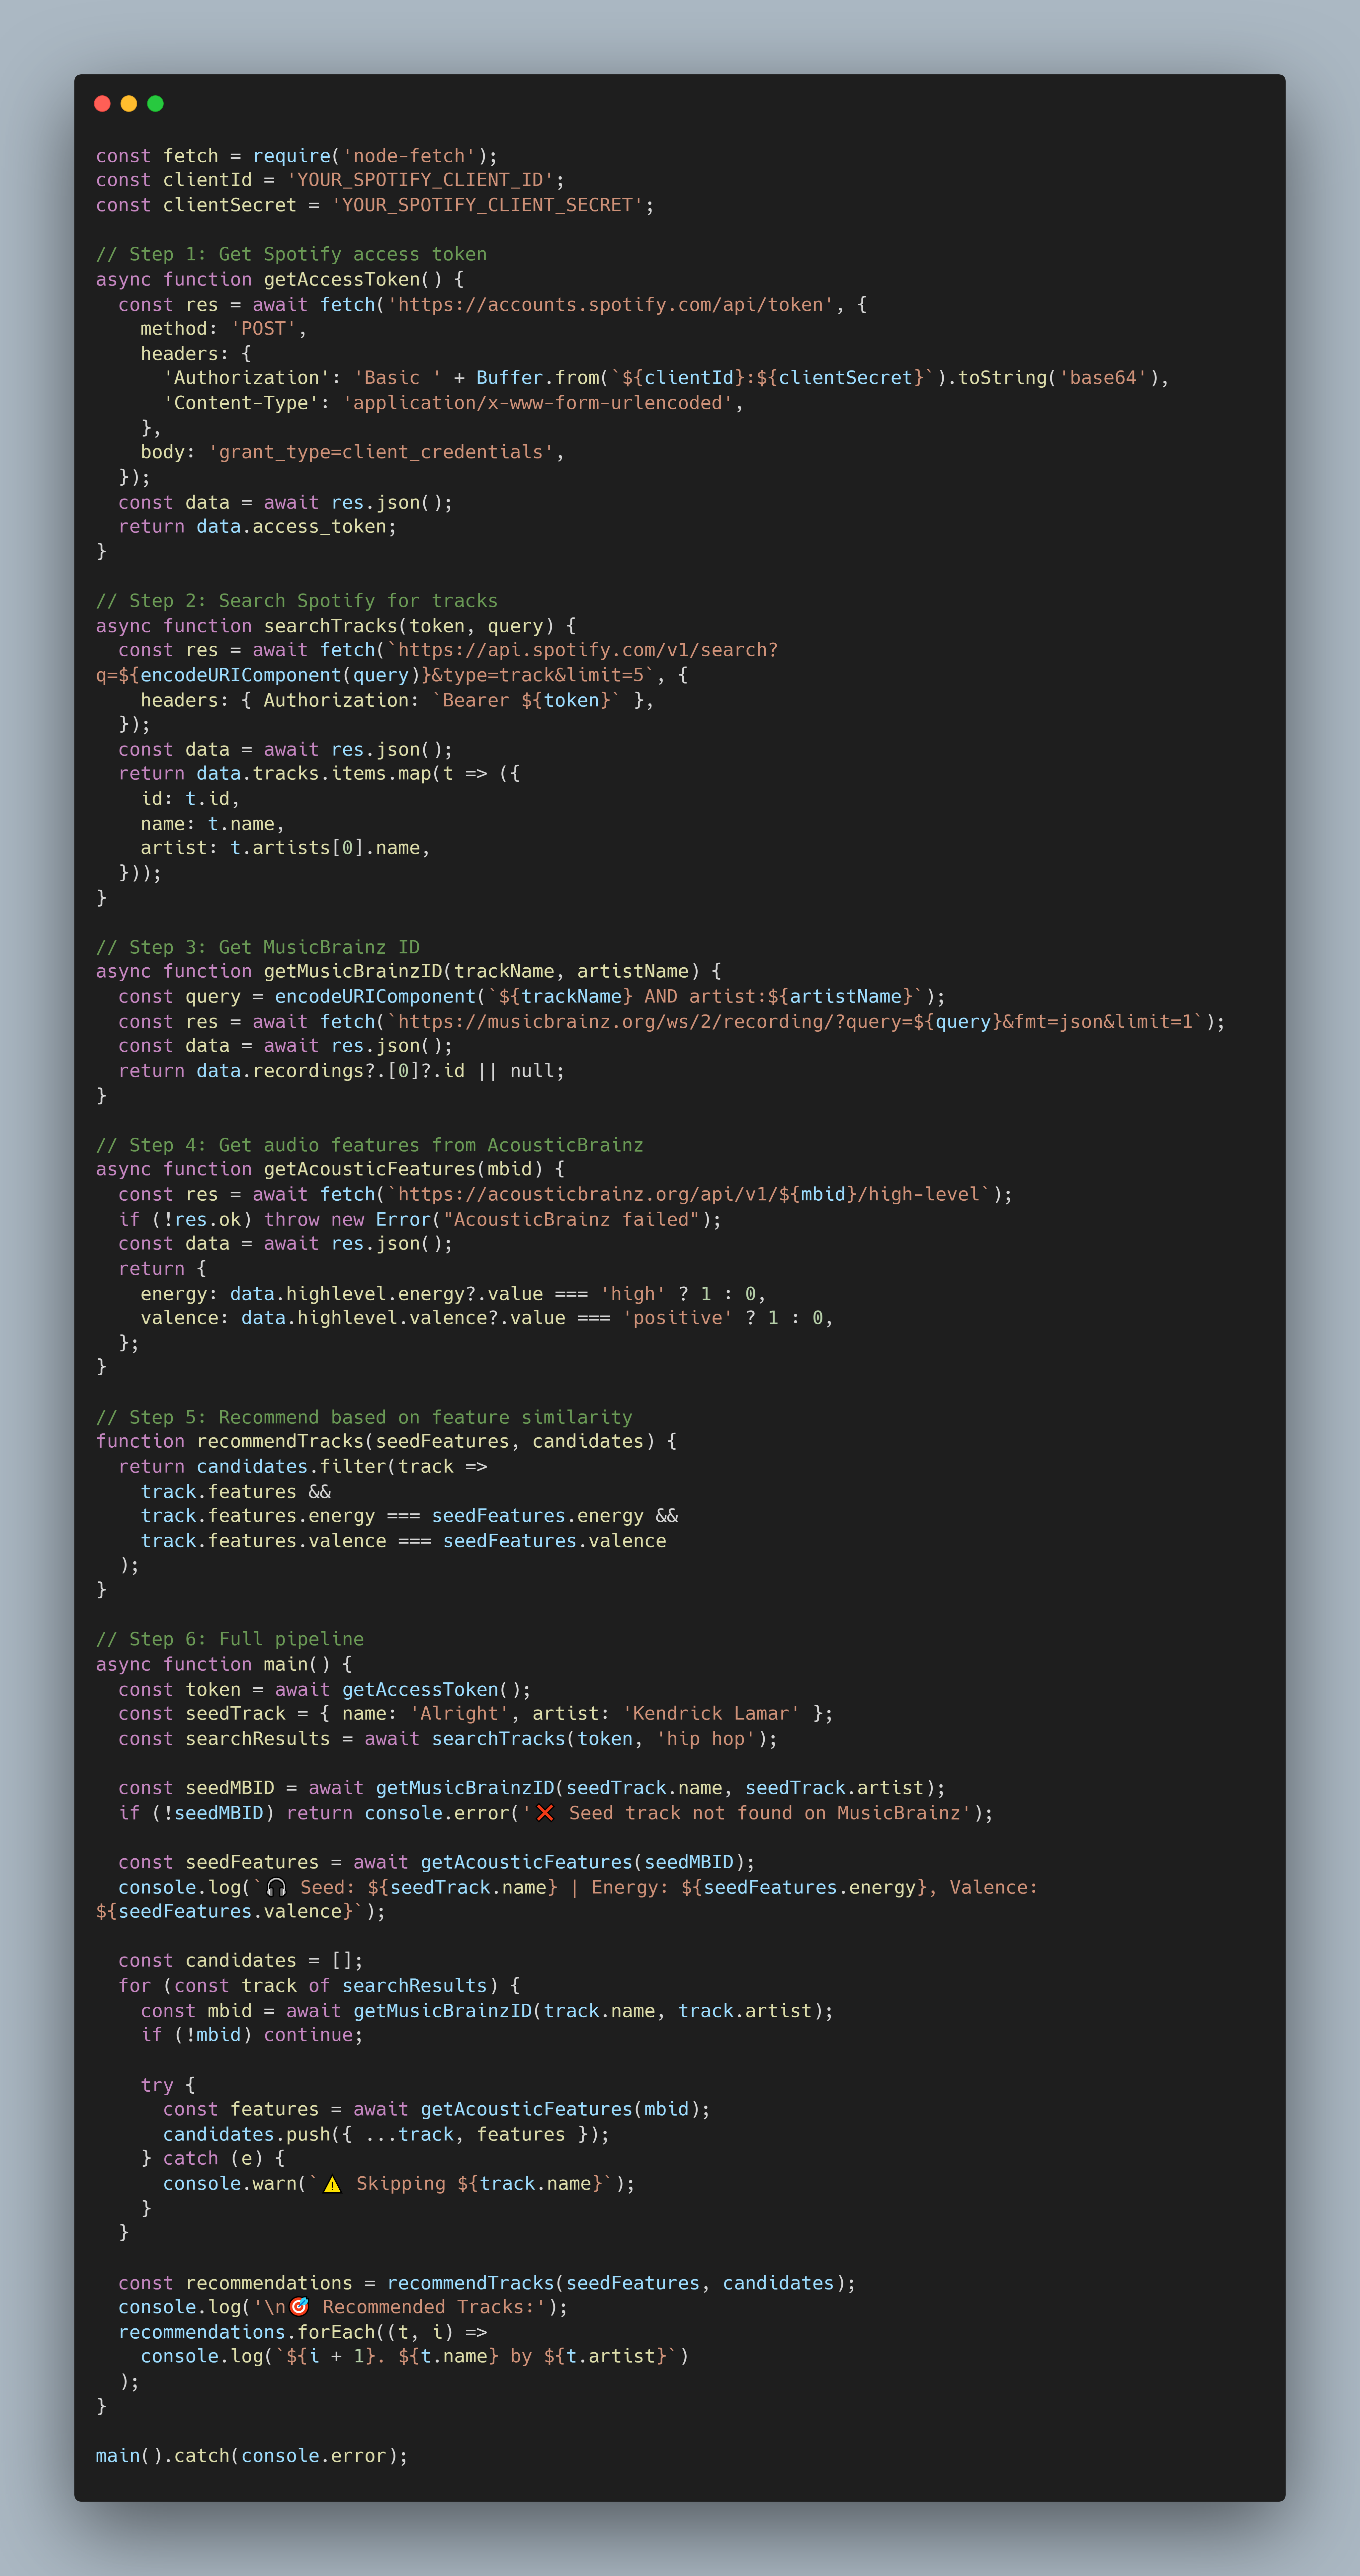 const fetch = require('node-fetch');
const clientId = 'YOUR_SPOTIFY_CLIENT_ID';
const clientSecret = 'YOUR_SPOTIFY_CLIENT_SECRET';

// Step 1: Get Spotify access token
async function getAccessToken() {
  const res = await fetch('https://accounts.spotify.com/api/token', {
    method: 'POST',
    headers: {
      'Authorization': 'Basic ' + Buffer.from(`${clientId}:${clientSecret}`).toString('base64'),
      'Content-Type': 'application/x-www-form-urlencoded',
    },
    body: 'grant_type=client_credentials',
  });
  const data = await res.json();
  return data.access_token;
}

// Step 2: Search Spotify for tracks
async function searchTracks(token, query) {
  const res = await fetch(`https://api.spotify.com/v1/search?
q=${encodeURIComponent(query)}&type=track&limit=5`, {
    headers: { Authorization: `Bearer ${token}` },
  });
  const data = await res.json();
  return data.tracks.items.map(t => ({
    id: t.id,
    name: t.name,
    artist: t.artists[0].name,
  }));
}

// Step 3: Get MusicBrainz ID
async function getMusicBrainzID(trackName, artistName) {
  const query = encodeURIComponent(`${trackName} AND artist:${artistName}`);
  const res = await fetch(`https://musicbrainz.org/ws/2/recording/?query=${query}&fmt=json&limit=1`);
  const data = await res.json();
  return data.recordings?.[0]?.id || null;
}

// Step 4: Get audio features from AcousticBrainz
async function getAcousticFeatures(mbid) {
  const res = await fetch(`https://acousticbrainz.org/api/v1/${mbid}/high-level`);
  if (!res.ok) throw new Error("AcousticBrainz failed");
  const data = await res.json();
  return {
    energy: data.highlevel.energy?.value === 'high' ? 1 : 0,
    valence: data.highlevel.valence?.value === 'positive' ? 1 : 0,
  };
}

// Step 5: Recommend based on feature similarity
function recommendTracks(seedFeatures, candidates) {
  return candidates.filter(track =>
    track.features &&
    track.features.energy === seedFeatures.energy &&
    track.features.valence === seedFeatures.valence
  );
}

// Step 6: Full pipeline
async function main() {
  const token = await getAccessToken();
  const seedTrack = { name: 'Alright', artist: 'Kendrick Lamar' };
  const searchResults = await searchTracks(token, 'hip hop');

  const seedMBID = await getMusicBrainzID(seedTrack.name, seedTrack.artist);
  if (!seedMBID) return console.error('❌ Seed track not found on MusicBrainz');

  const seedFeatures = await getAcousticFeatures(seedMBID);
  console.log(`🎧 Seed: ${seedTrack.name} | Energy: ${seedFeatures.energy}, Valence:
${seedFeatures.valence}`);

  const candidates = [];
  for (const track of searchResults) {
    const mbid = await getMusicBrainzID(track.name, track.artist);
    if (!mbid) continue;

    try {
      const features = await getAcousticFeatures(mbid);
      candidates.push({ ...track, features });
    } catch (e) {
      console.warn(`⚠️ Skipping ${track.name}`);
    }
  }

  const recommendations = recommendTracks(seedFeatures, candidates);
  console.log('\n🎯 Recommended Tracks:');
  recommendations.forEach((t, i) =>
    console.log(`${i + 1}. ${t.name} by ${t.artist}`)
  );
}

main().catch(console.error);